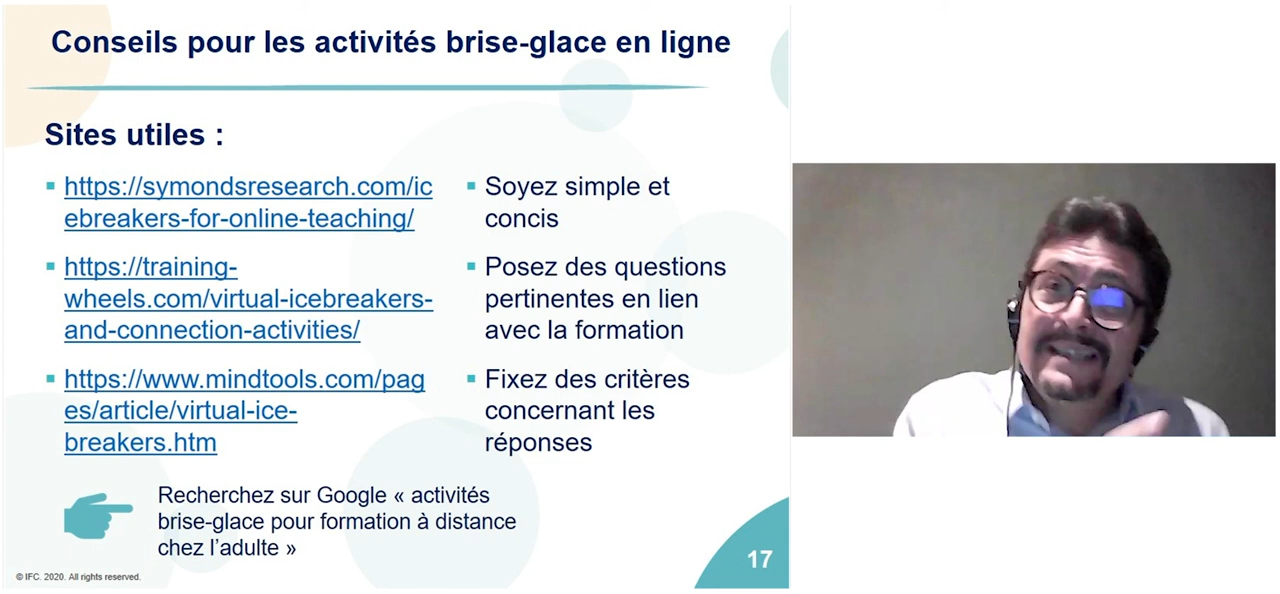 Conseils pour les activités brise-glace en ligne
Sites utiles :
https://symondsresearch.com/ic
ebreakers-for-online-teaching/
https://training-
wheels.com/virtual-icebreakers-
and-connection-activities/
https://www.mindtools.com/pag
es/article/virtual-ice-
breakers.htm
Soyez simple et
concis
Posez des questions
pertinentes en lien
avec la formation
Fixez des critères
concernant les
réponses
Recherchez sur Google « activités
brise-glace pour formation à distance
chez l’adulte »
© IFC. 2020. All rights reserved.
17